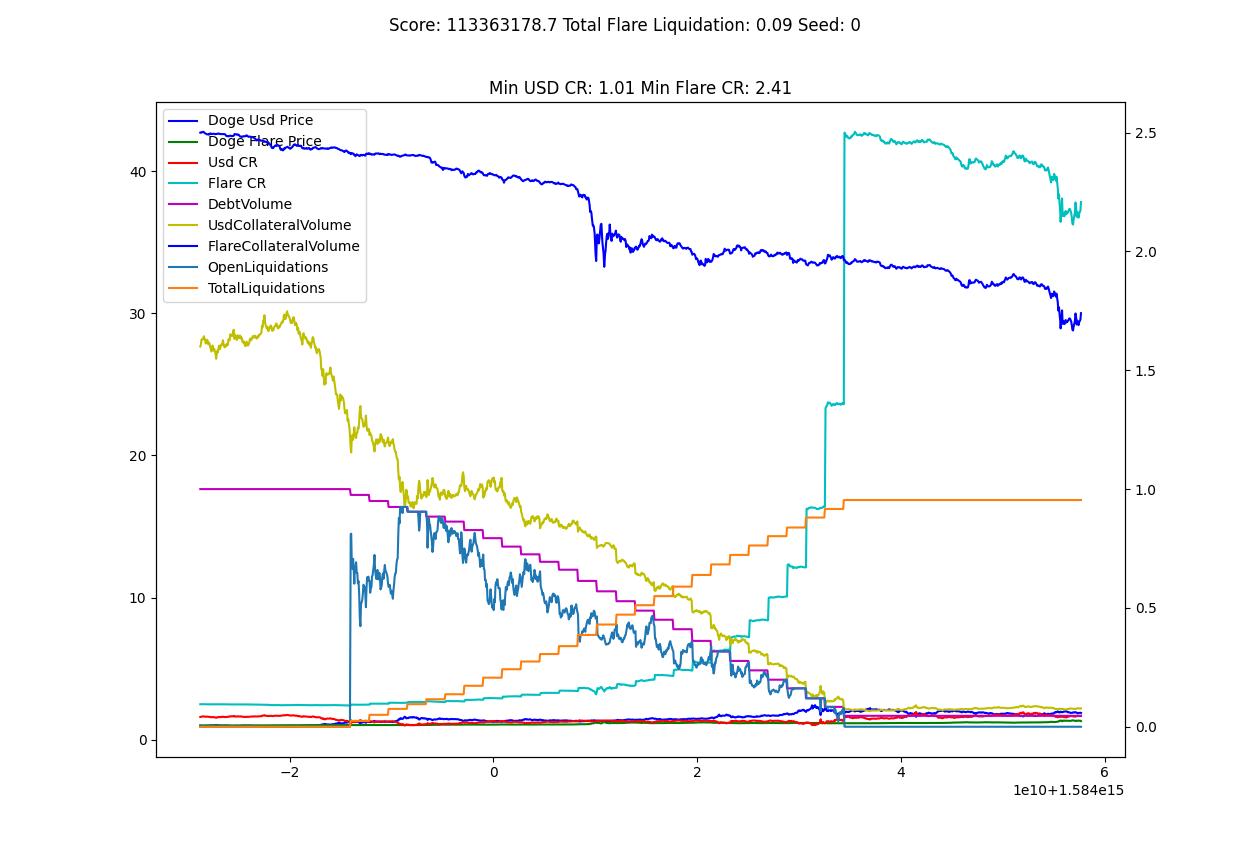 Score: 113363178.7 Total Flare Liquidation: 0.09 Seed: 0
Min USD CR: 1.01 Min Flare CR: 2.41
Doge Usd Price
Doge Flare Price
Usd CR
Flare CR
DebtVolume
UsdCollateralVolume
FlareCollateralVolume
OpenLiquidations
TotalLiquidations
40
30
20
10
0
2.5
2.0
1.5
1.0
0.5
0.0
−2 0 2 4 6
1e10+1.584e15